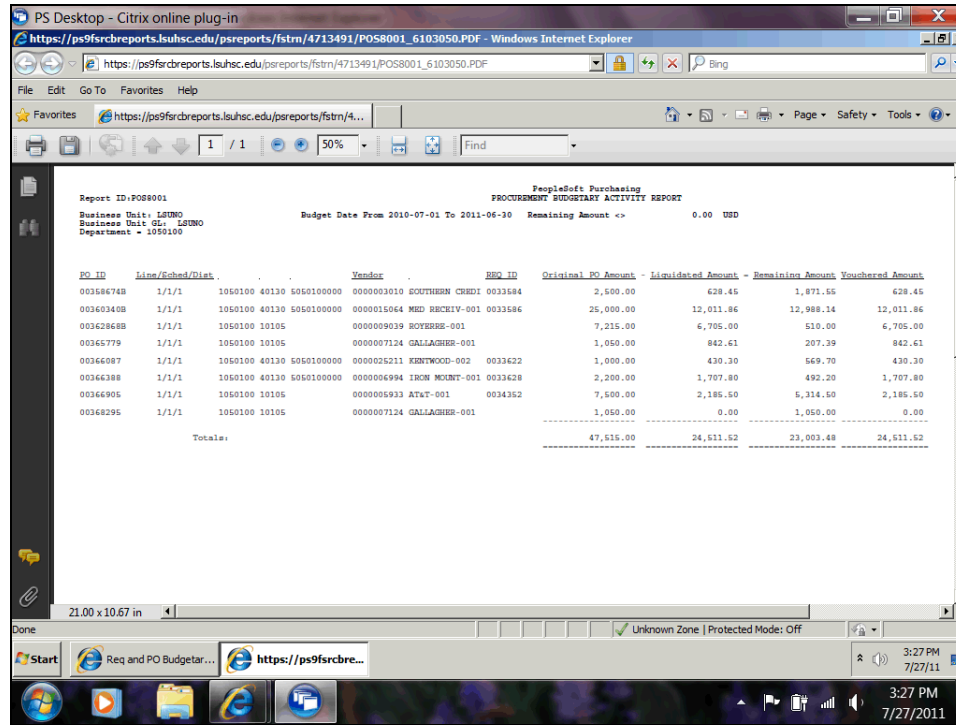 PS Desktop - Citrix online plug-in
https://ps9fsrcbreports.lsuhsc.edu/psreports/fstrn/4713491/POS8001_6103050.PDF - Windows Internet Explorer
https://ps9fsrcbreports.lsuhsc.edu/psreports/fstrn/4713491/POS8001_6103050.PDF Bing
File Edit Go To Favorites Help
Favorites https://ps9fsrcbreports.lsuhsc.edu/psreports/fstrn/4... Page Safety Tools
1 / 1 50% Find
PeopleSoft Purchasing
Report ID:POS8001 PROCUREMENT BUDGETARY ACTIVITY REPORT
Business Unit: LSUNO Budget Date From 2010-07-01 To 2011-06-30 Remaining Amount <> 0.00 USD
Business Unit GL: LSUNO
Department = 1050100
PO ID Line/Sched/Dist . . . Vendor . REQ ID Original PO Amount - Liquidated Amount = Remaining Amount Vouchered Amount
00358674B 1/1/1 1050100 40130 5050100000 0000003010 SOUTHERN CREDI 0033584 2,500.00 628.45 1,871.55 628.45
00360340B 1/1/1 1050100 40130 5050100000 0000015064 MED RECEIV-001 0033586 25,000.00 12,011.86 12,988.14 12,011.86
00362868B 1/1/1 1050100 10105 0000009039 ROYERRE-001 7,215.00 6,705.00 510.00 6,705.00
00365779 1/1/1 1050100 10105 0000007124 GALLAGHER-001 1,050.00 842.61 207.39 842.61
00366087 1/1/1 1050100 40130 5050100000 0000025211 KENTWOOD-002 0033622 1,000.00 430.30 569.70 430.30
00366388 1/1/1 1050100 40130 5050100000 0000006994 IRON MOUNT-001 0033628 2,200.00 1,707.80 492.20 1,707.80
00366905 1/1/1 1050100 10105 0000005933 AT&T-001 0034352 7,500.00 2,185.50 5,314.50 2,185.50
00368295 1/1/1 1050100 10105 0000007124 GALLAGHER-001 1,050.00 0.00 1,050.00 0.00
Totals: 47,515.00 24,511.52 23,003.48 24,511.52
21.00 x 10.67 in
Done Unknown Zone | Protected Mode: Off
Start Req and PO Budgetar... https://ps9fsrcbre... 3:27 PM
7/27/11
3:27 PM
7/27/2011